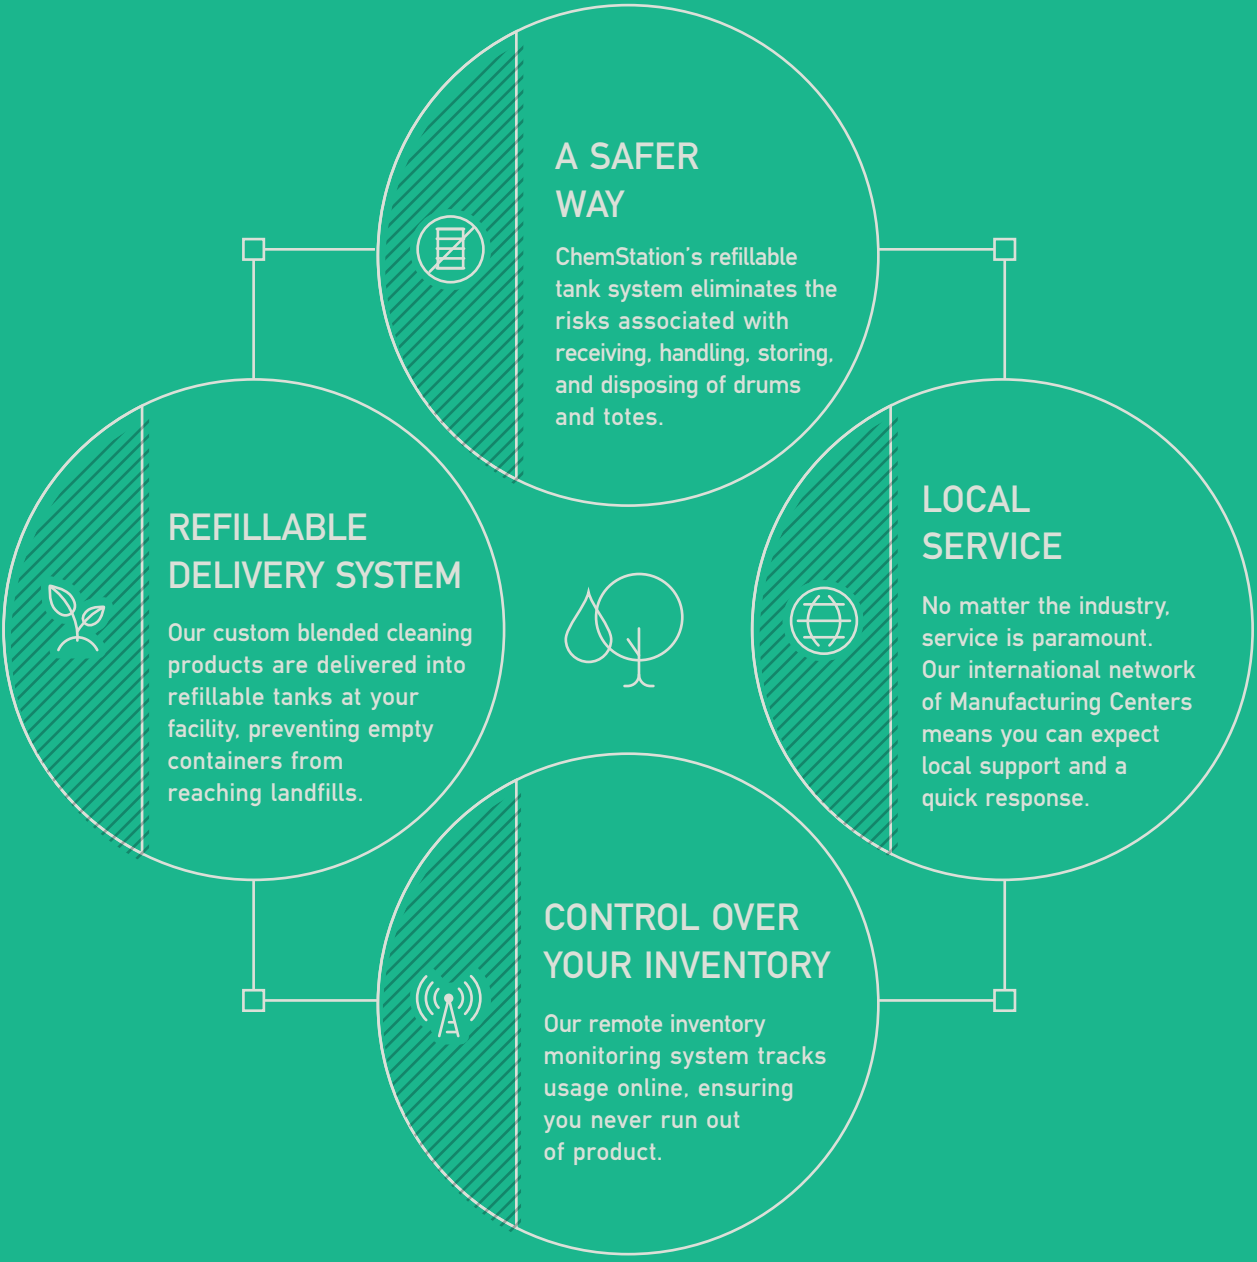 A SAFER
WAY
ChemStation's refillable
tank system eliminates the
risks associated with
receiving, handling, storing,
and disposing of drums
and totes.
REFILLABLE
DELIVERY SYSTEM
Our custom blended cleaning
products are delivered into
refillable tanks at your
facility, preventing empty
containers from
reaching landfills.
LOCAL
SERVICE
No matter the industry,
service is paramount.
Our international network
of Manufacturing Centers
means you can expect
local support and a
quick response.
CONTROL OVER
YOUR INVENTORY
Our remote inventory
monitoring system tracks
usage online, ensuring
you never run out
of product.